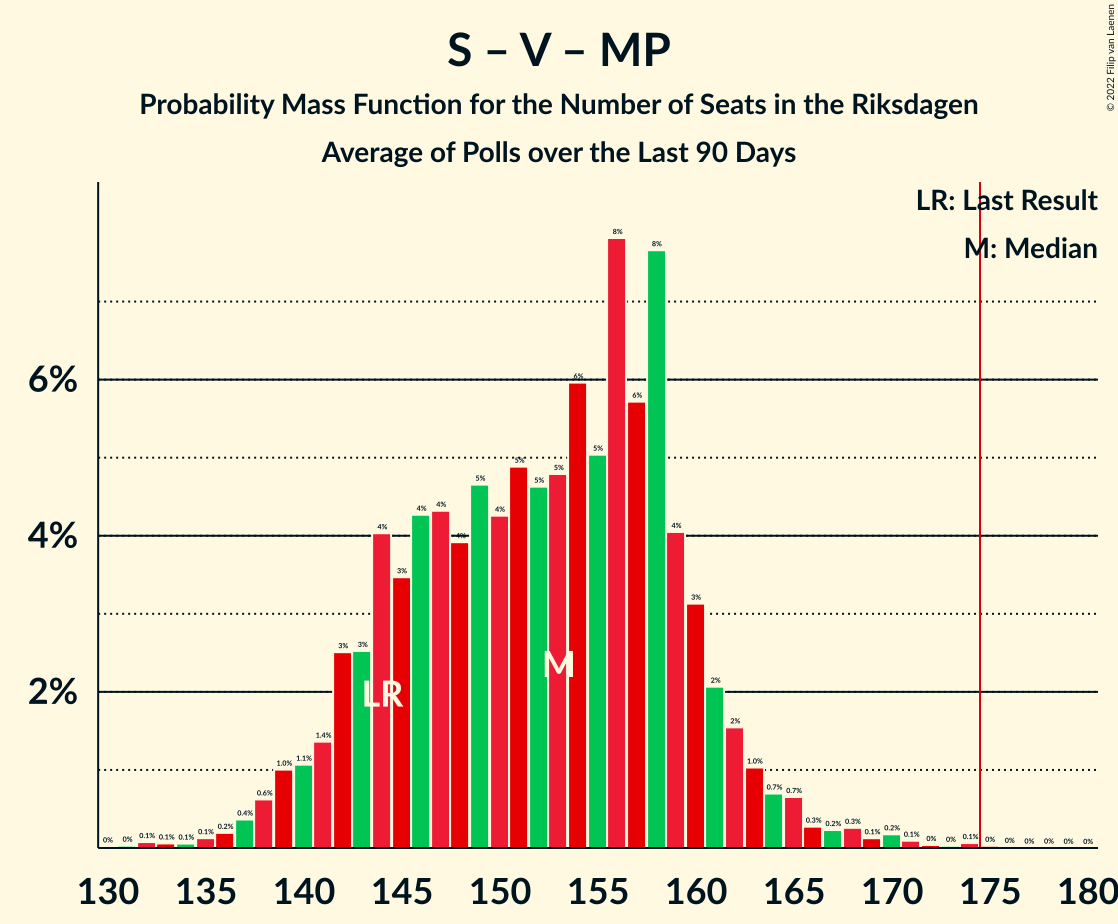 S – V – MP
Probability Mass Function for the Number of Seats in the Riksdagen
Average of Polls over the Last 90 Days
© 2022 Filip van Laenen
LR: Last Result
M: Median
6%
4%
2%
0% 0% 0.1% 0.1% 0.1% 0.1% 0.2% 0.4% 0.6% 1.0% 1.1% 1.4% 3% 3% 4% 3% 4% 4% 4% 5% 4% 5% 5% 5% 6% 5% 8% 6% 8% 4% 3% 2% 2% 1.0% 0.7% 0.7% 0.3% 0.2% 0.3% 0.1% 0.2% 0.1% 0% 0% 0.1% 0% 0% 0% 0% 0% 0%
LR
M
130 135 140 145 150 155 160 165 170 175 180